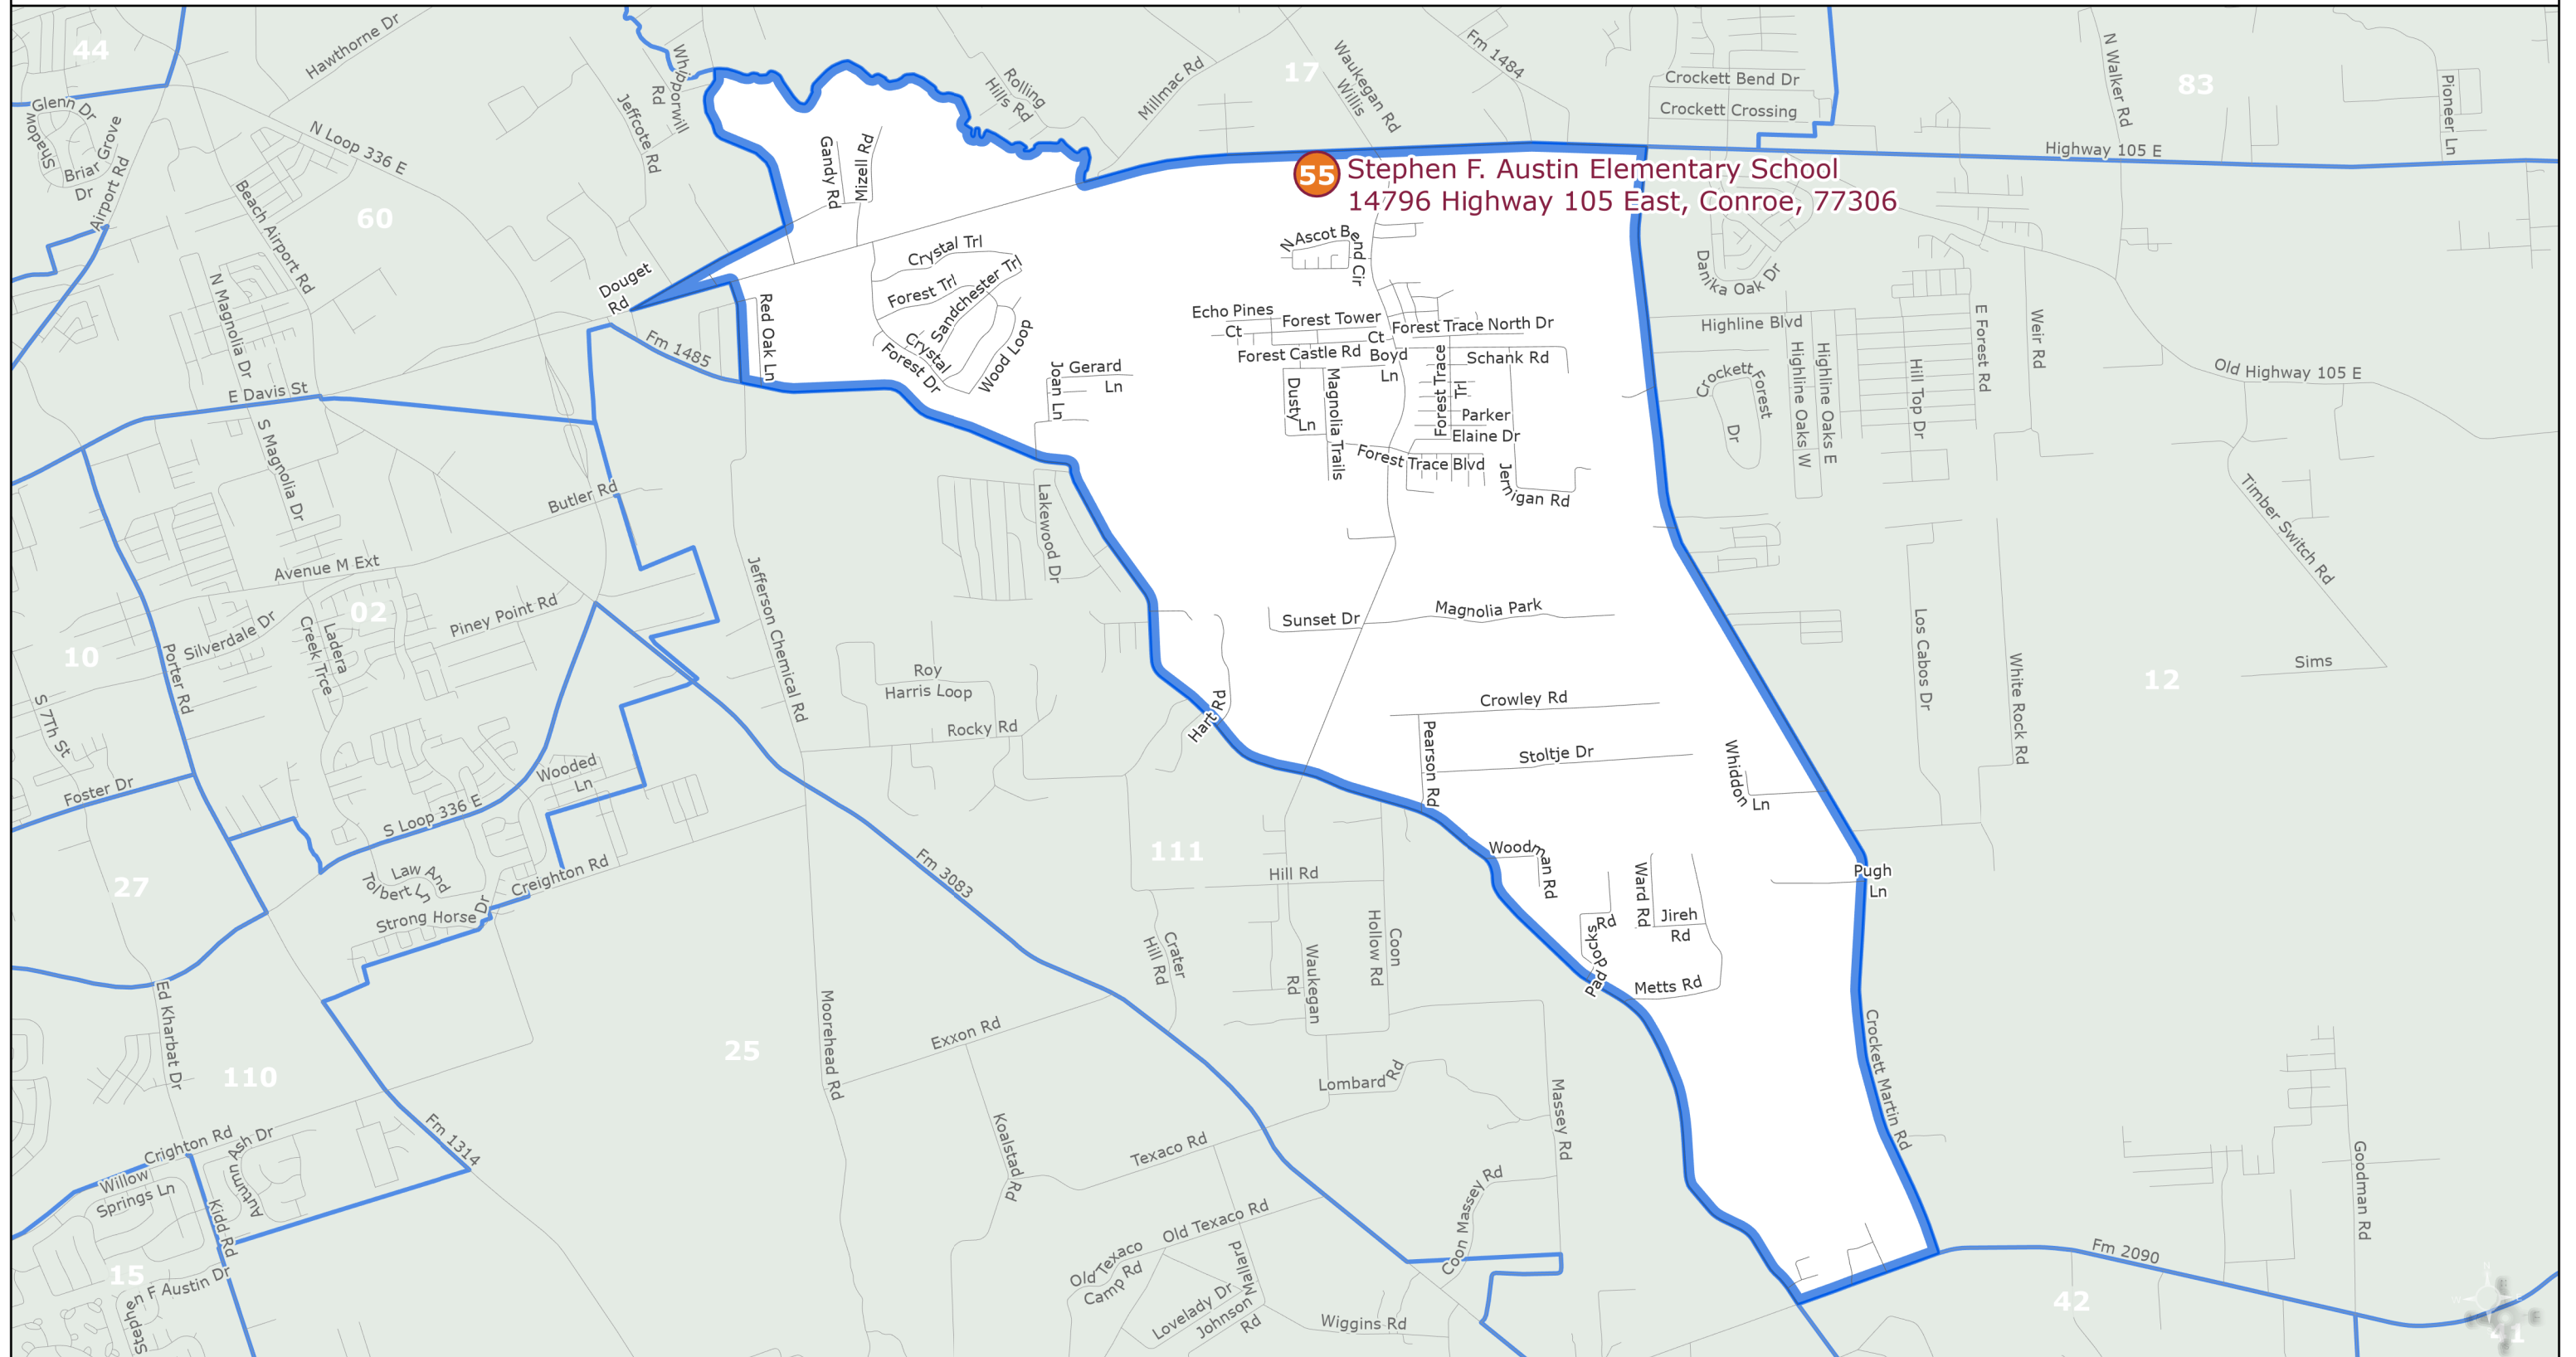 44
Hawthorne Dr
Whipporwill
Rd
Rolling
Hills Rd
Millmac Rd
17
Waukegan Rd
Willis
Fm 1484
Crockett Bend Dr
Crockett Crossing
N Walker Rd
83
Pioneer Ln
Glenn Dr
Shadow
Briar Grove
Dr
Airport Rd
N Loop 336 E
Jeffcote Rd
Gandy Rd
Mizell Rd
Highway 105 E
55
Stephen F. Austin Elementary School
14796 Highway 105 East, Conroe, 77306
60
Beach Airport Rd
N Magnolia Dr
Douget
Rd
Crystal Trl
Forest Trl
Sandchester Trl
Crystal
Forest Dr
Wood Loop
Red Oak Ln
Fm 1485
N Ascot Bend Cir
Echo Pines
Ct
Forest Tower
Ct
Forest Trace North Dr
Forest Castle Rd
Boyd
Ln
Schank Rd
Forest Trace
Trl
Dusty
Ln
Magnolia Trails
Parker
Elaine Dr
Forest Trace Blvd
Jernigan Rd
Joan Ln
J Gerard
Ln
Danika Oak Dr
Highline Blvd
Highline Oaks W
Highline Oaks E
Crockett Forest
Dr
Hill Top Dr
E Forest Rd
Weir Rd
Old Highway 105 E
Timber Switch Rd
E Davis St
S Magnolia Dr
Butler Rd
Avenue M Ext
02
Silverdale Dr
Ladera
Creek Trce
Piney Point Rd
10
Porter Rd
S 7Th St
Foster Dr
Lakewood Dr
Jefferson Chemical Rd
Roy
Harris Loop
Rocky Rd
Hart Rd
Sunset Dr
Magnolia Park
Crowley Rd
Pearson Rd
Stoltje Dr
Whiddon
Ln
Los Cabos Dr
White Rock Rd
12
Sims
Wooded
Ln
S Loop 336 E
27
Law And
Tolbert Ln
Strong Horse Dr
Creighton Rd
Fm 3083
111
Hill Rd
Crater
Hill Rd
Waukegan
Rd
Coon
Hollow Rd
Woodman Rd
Paddocks
Rd
Ward Rd
Jireh
Rd
Metts Rd
Pugh
Ln
Crockett Martin Rd
Ed Kharbat Dr
110
25
Moorehead Rd
Exxon Rd
Koalstad Rd
Lombard Rd
Massey Rd
Texaco Rd
Fm 1314
Crighton Rd
Autumn Ash Dr
Willow
Springs Ln
Kidd Rd
15
Stephen F Austin Dr
Old Texaco Rd
Old Texaco
Camp Rd
Mallard
Lovelady Dr
Johnson
Rd
Coon Massey Rd
Wiggins Rd
Goodman Rd
Fm 2090
42
41